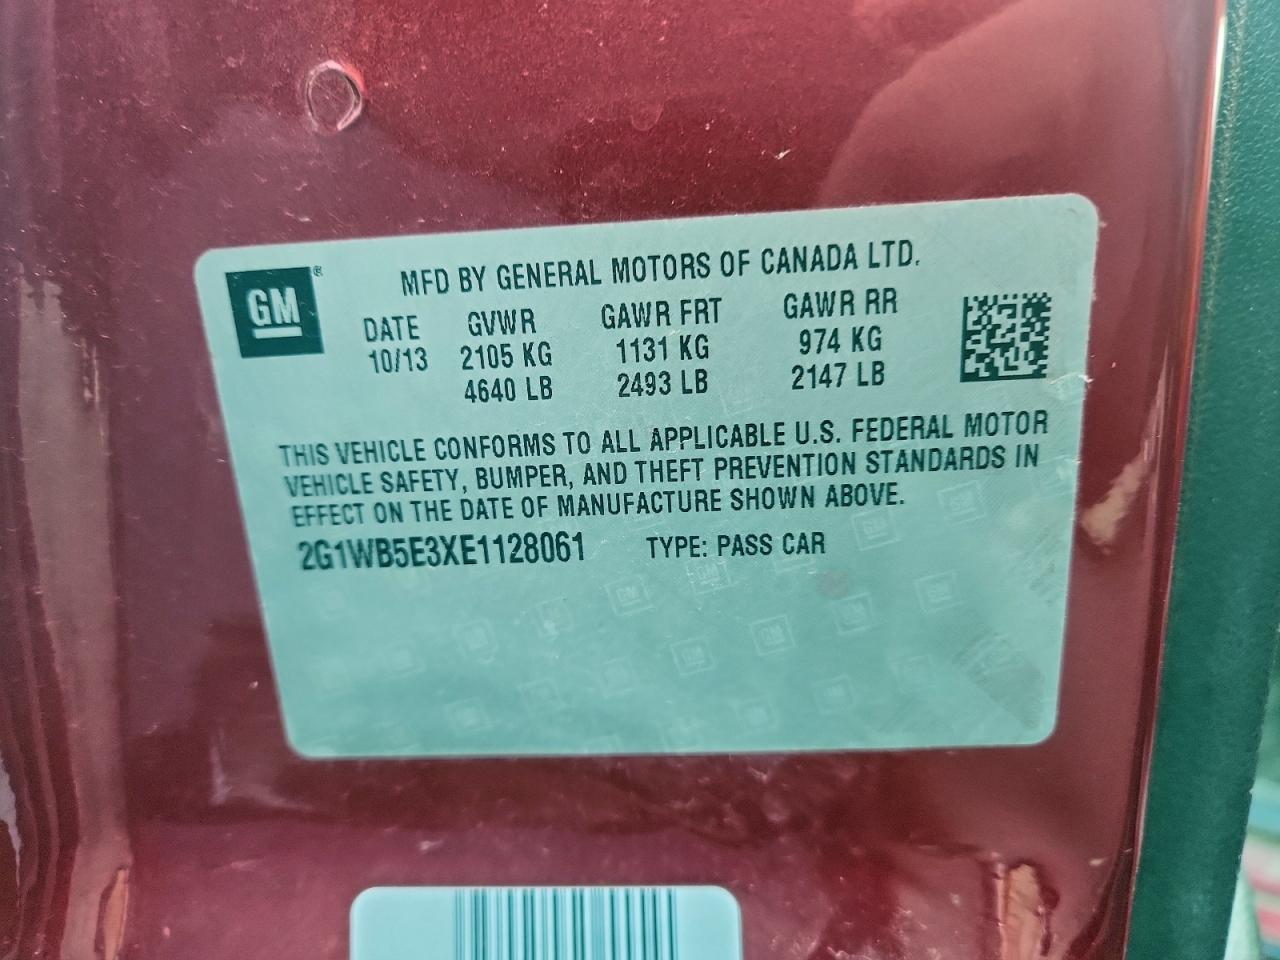 GM®
MFD BY GENERAL MOTORS OF CANADA LTD.
DATE GVWR GAWR FRT GAWR RR
10/13 2105 KG 1131 KG 974 KG
4640 LB 2493 LB 2147 LB
THIS VEHICLE CONFORMS TO ALL APPLICABLE U.S. FEDERAL MOTOR
VEHICLE SAFETY, BUMPER, AND THEFT PREVENTION STANDARDS IN
EFFECT ON THE DATE OF MANUFACTURE SHOWN ABOVE.
2G1WB5E3XE1128061 TYPE: PASS CAR